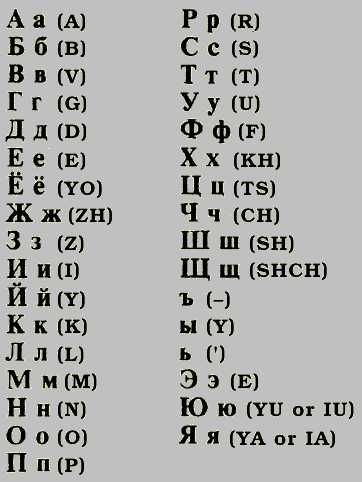 А а (A)
Б б (B)
В в (V)
Г г (G)
Д д (D)
Е е (E)
Ё ё (YO)
Ж ж (ZH)
З з (Z)
И и (I)
Й й (Y)
К к (K)
Л л (L)
М м (M)
Н н (N)
О о (O)
П п (P)
Р р (R)
С с (S)
Т т (T)
У у (U)
Ф ф (F)
Х х (KH)
Ц ц (TS)
Ч ч (CH)
Ш ш (SH)
Щ щ (SHCH)
ъ (–)
ы (Y)
ь (')
Э э (E)
Ю ю (YU or IU)
Я я (YA or IA)